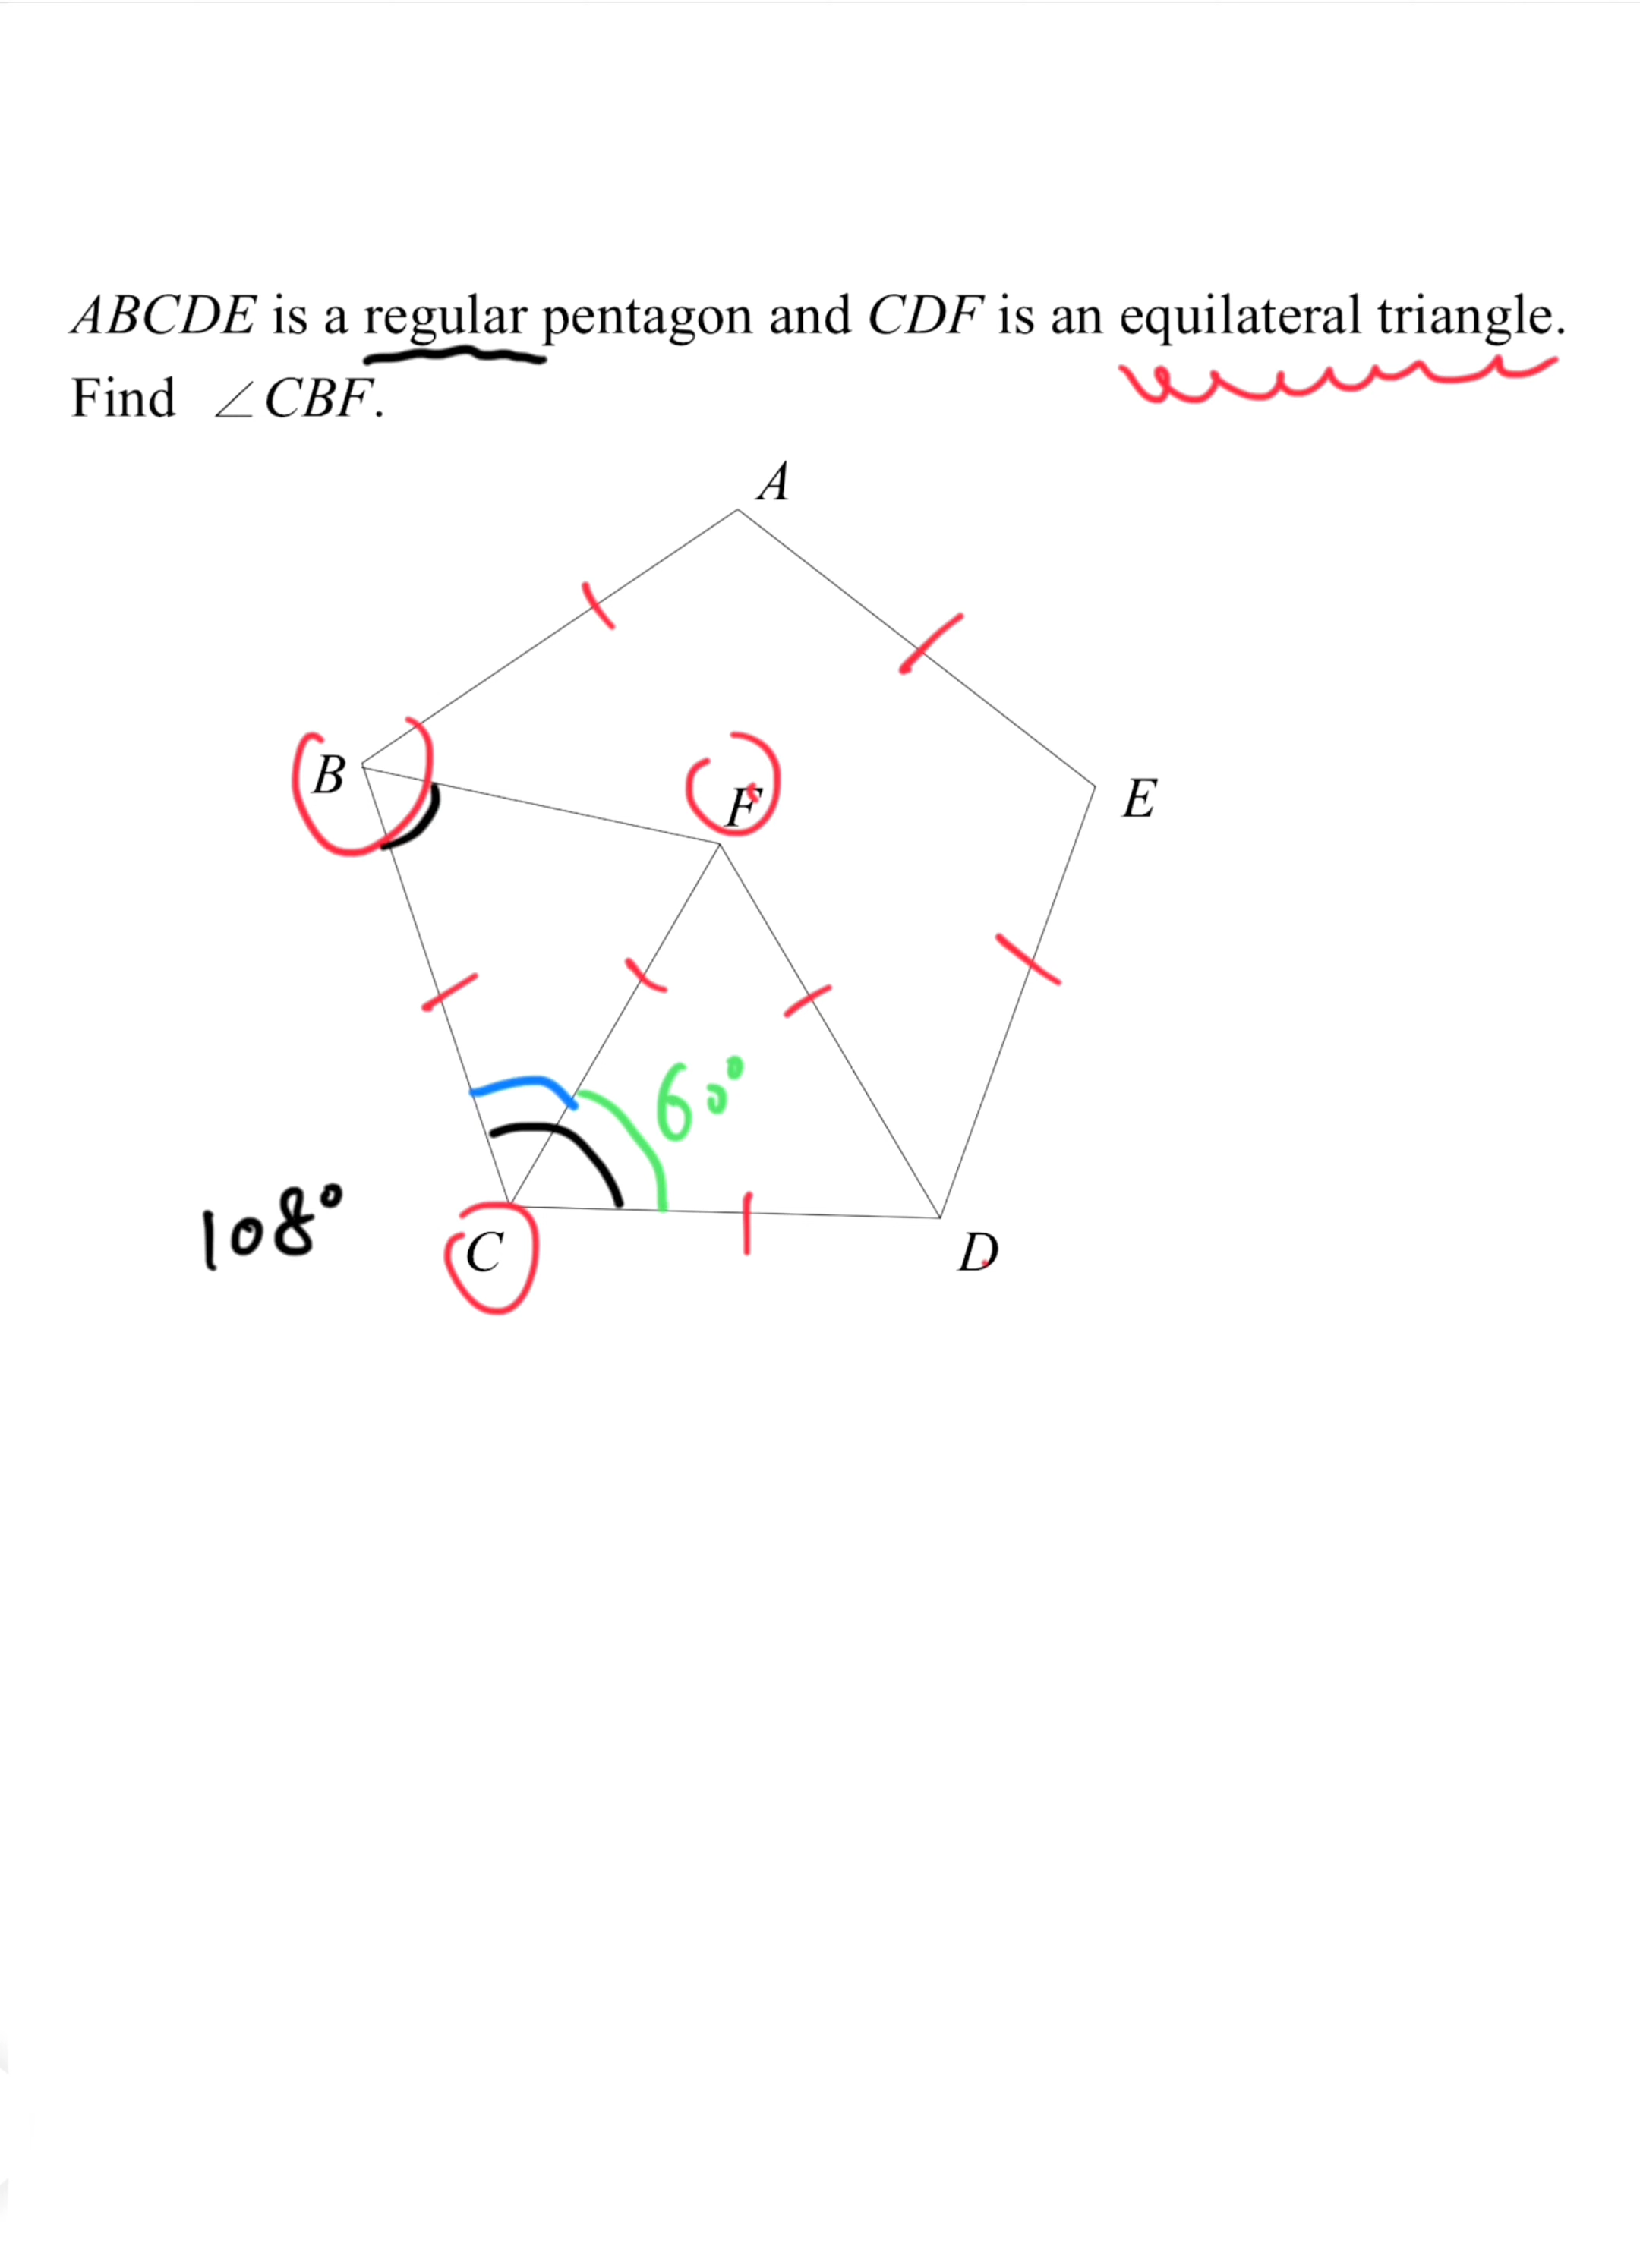 ABCDE is a regular pentagon and CDF is an equilateral triangle.
Find ∠CBF.
A
B
F
E
60°
108°
C
D